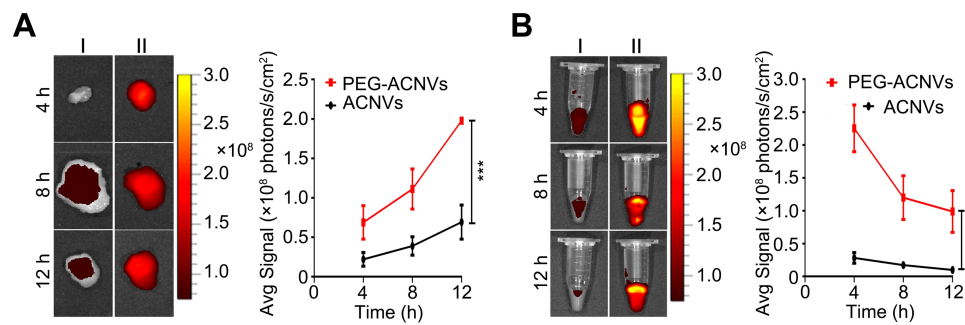 A
I II
4 h
8 h
12 h
3.0
2.5
2.0
×10⁸
1.5
1.0
Avg Signal (×10⁸ photons/s/cm²)
2.5
2.0
1.5
1.0
0.5
0
PEG-ACNVs
ACNVs
***
0 4 8 12
Time (h)
B
I II
4 h
8 h
12 h
3.0
2.5
2.0
×10⁸
1.5
1.0
Avg Signal (×10⁸ photons/s/cm²)
3.0
2.5
2.0
1.5
1.0
0.5
0
PEG-ACNVs
ACNVs
0 4 8 12
Time (h)